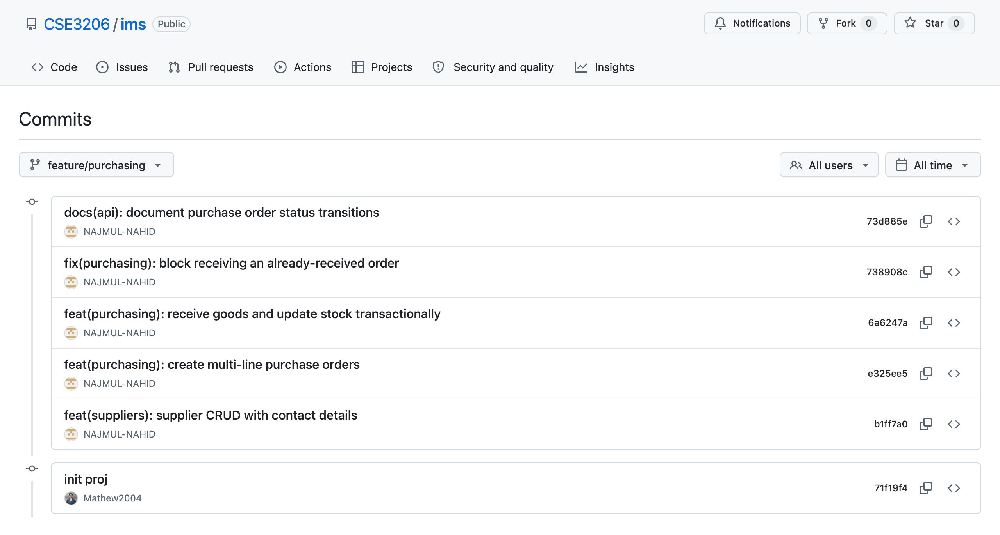 CSE3206 / ims Public
Notifications Fork 0 Star 0
Code Issues Pull requests Actions Projects Security and quality Insights
Commits
feature/purchasing All users All time
docs(api): document purchase order status transitions
NAJMUL-NAHID
73d885e
fix(purchasing): block receiving an already-received order
NAJMUL-NAHID
738908c
feat(purchasing): receive goods and update stock transactionally
NAJMUL-NAHID
6a6247a
feat(purchasing): create multi-line purchase orders
NAJMUL-NAHID
e325ee5
feat(suppliers): supplier CRUD with contact details
NAJMUL-NAHID
b1ff7a0
init proj
Mathew2004
71f19f4